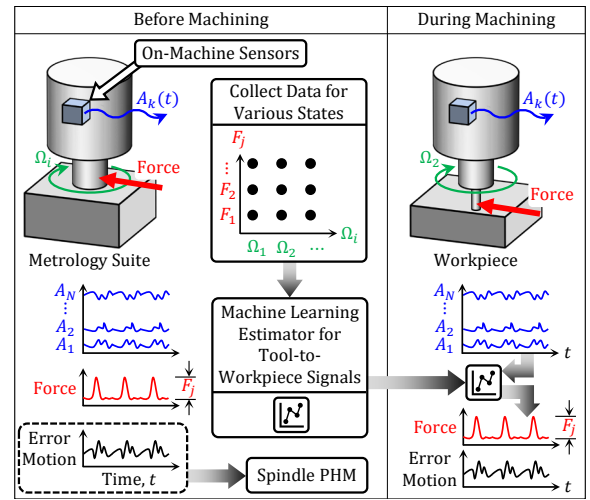 Before Machining
During Machining
On-Machine Sensors
A_k(t)
Ω_i
Force
Metrology Suite
A_N
⋮
A_2
A_1
Force
F_j
Error
Motion
Time, t
Collect Data for
Various States
F_j
⋮
F_2
F_1
Ω_1 Ω_2 ⋯ Ω_i
Machine Learning
Estimator for
Tool-to-
Workpiece Signals
Spindle PHM
A_k(t)
Ω_2
Force
Workpiece
A_N
⋮
A_2
A_1
t
Force
F_j
Error
Motion
t